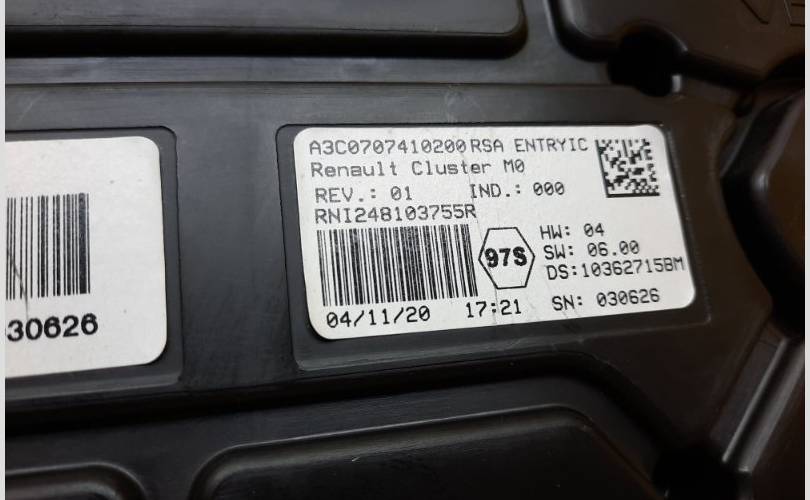 A3C0707410200 RSA ENTRYIC
Renault Cluster M0
REV.: 01 IND.: 000
RNI248103755R
97S
HW: 04
SW: 06.00
DS:10362715BM
04/11/20 17:21 SN: 030626
30626